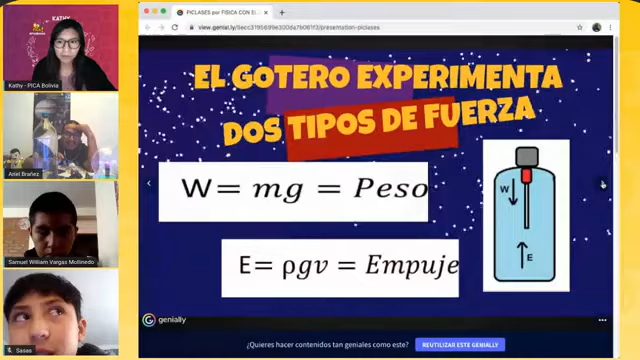 KATHY
Kathy - PICA Bolivia
Ariel Brañez
Samuel William Vargas Mollinedo
Sasas
PICLASES por FISICA CON EL
view.genial.ly/5ecc3195699e300da7b061f3/presentation-piclases
EL GOTERO EXPERIMENTA
DOS TIPOS DE FUERZA
W= mg = Peso
E= ρgv = Empuje
W
E
genially
¿Quieres hacer contenidos tan geniales como este?
REUTILIZAR ESTE GENIALLY